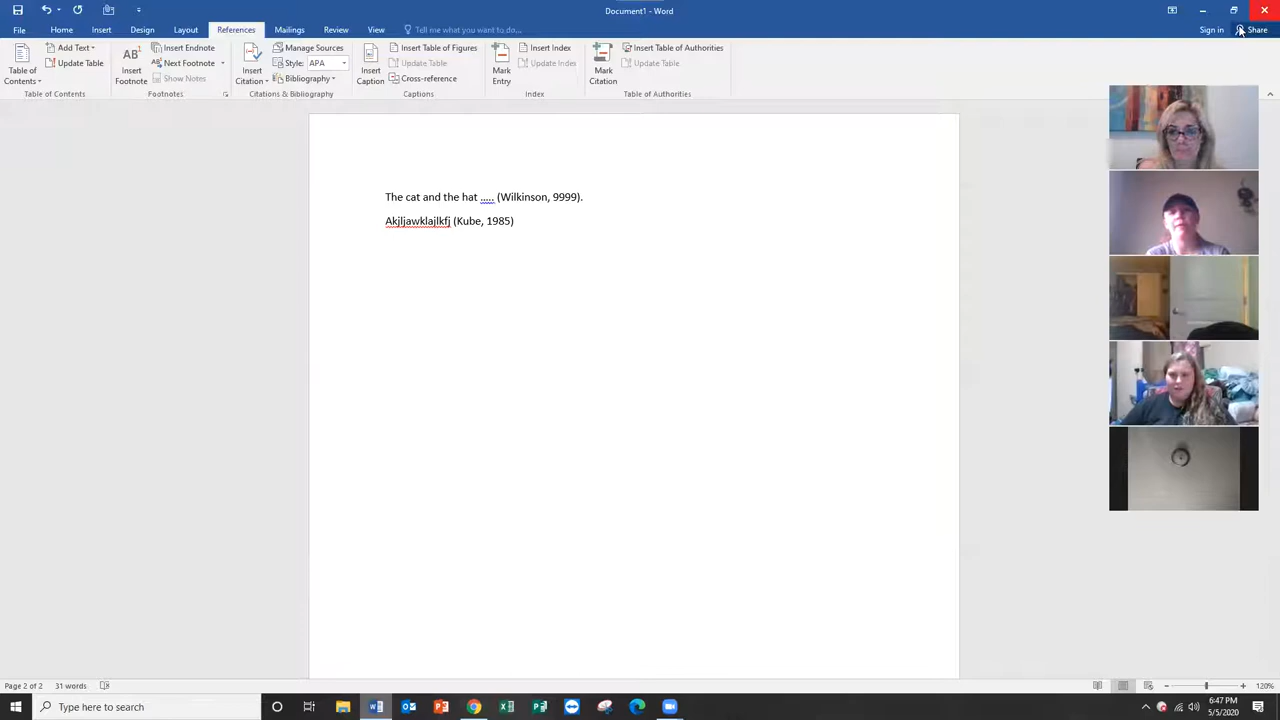 Document1 - Word
File Home Insert Design Layout References Mailings Review View Tell me what you want to do... Sign in Share
Table of Contents
Add Text
Update Table
Table of Contents
AB1
Insert Footnote
Insert Endnote
Next Footnote
Show Notes
Footnotes
Insert Citation
Manage Sources
Style: APA
Bibliography
Citations & Bibliography
Insert Caption
Insert Table of Figures
Update Table
Cross-reference
Captions
Mark Entry
Insert Index
Update Index
Index
Mark Citation
Insert Table of Authorities
Update Table
Table of Authorities
The cat and the hat ..... (Wilkinson, 9999).
Akjljawklajlkfj (Kube, 1985)
Page 2 of 2 31 words 120%
Type here to search
6:47 PM
5/5/2020